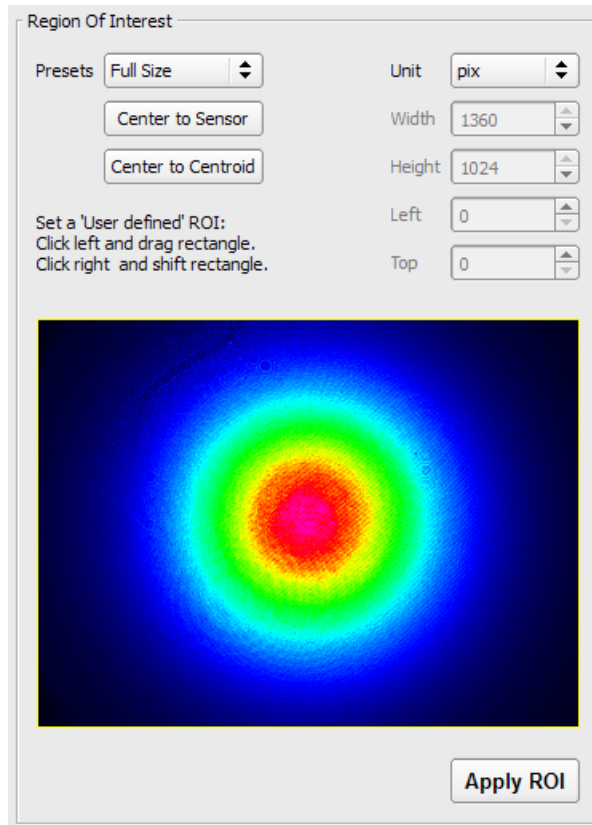 Region Of Interest
Presets Full Size
Unit pix
Center to Sensor
Width 1360
Center to Centroid
Height 1024
Set a 'User defined' ROI:
Click left and drag rectangle.
Click right and shift rectangle.
Left 0
Top 0
Apply ROI